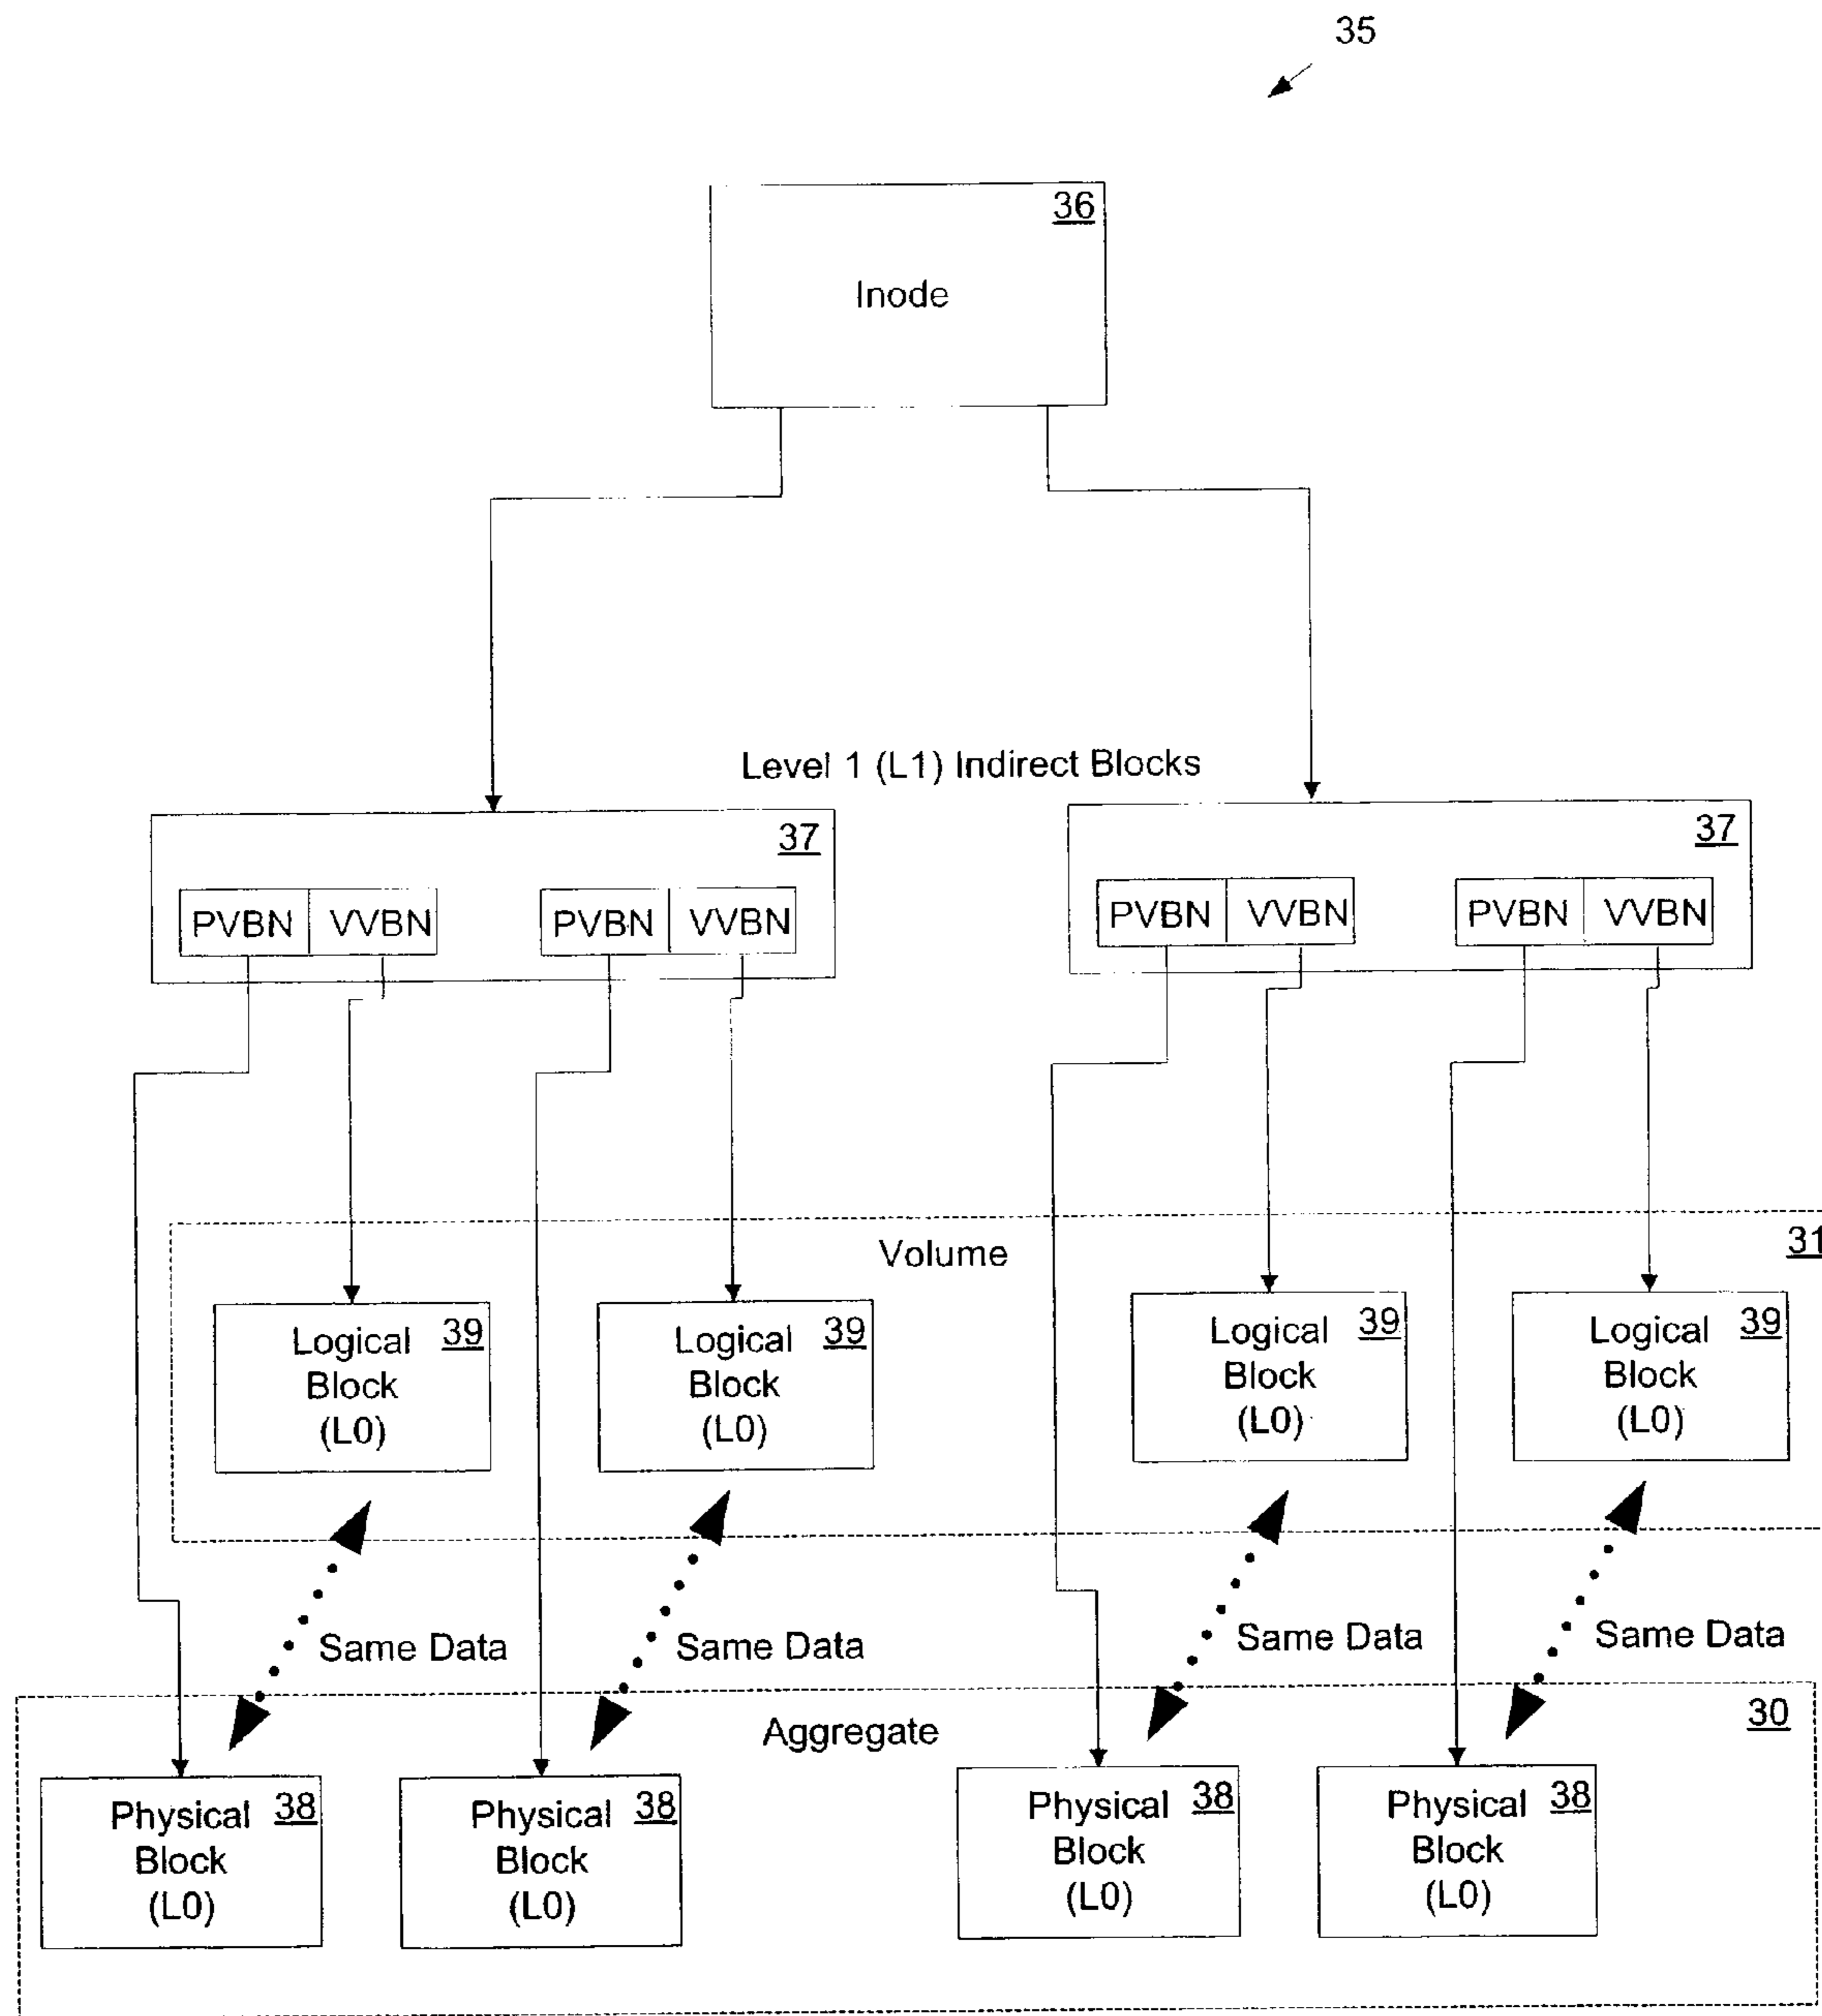 35
36
Inode
Level 1 (L1) Indirect Blocks
37
37
PVBN VVBN PVBN VVBN
PVBN VVBN PVBN VVBN
Volume
31
Logical 39
Block
(L0)
Logical 39
Block
(L0)
Logical 39
Block
(L0)
Logical 39
Block
(L0)
Same Data
Same Data
Same Data
Same Data
Aggregate
30
Physical 38
Block
(L0)
Physical 38
Block
(L0)
Physical 38
Block
(L0)
Physical 38
Block
(L0)